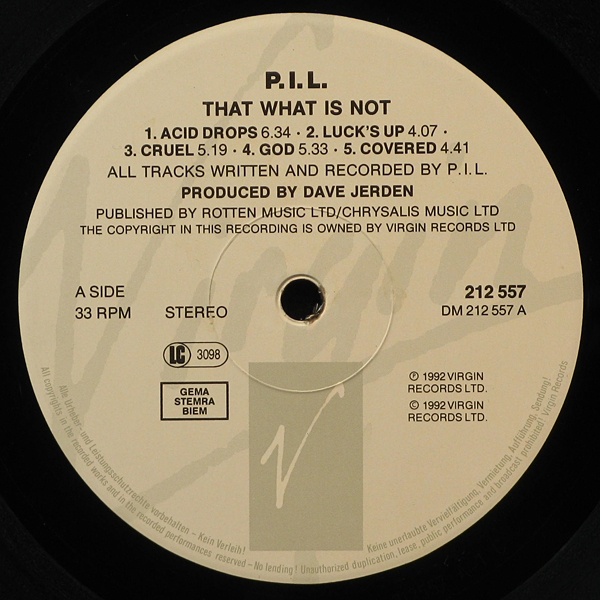 P.I.L.
THAT WHAT IS NOT
1. ACID DROPS 6.34 · 2. LUCK'S UP 4.07 ·
3. CRUEL 5.19 · 4. GOD 5.33 · 5. COVERED 4.41
ALL TRACKS WRITTEN AND RECORDED BY P.I.L.
PRODUCED BY DAVE JERDEN
PUBLISHED BY ROTTEN MUSIC LTD/CHRYSALIS MUSIC LTD
THE COPYRIGHT IN THIS RECORDING IS OWNED BY VIRGIN RECORDS LTD
A SIDE
33 RPM
STEREO
212 557
DM 212 557 A
LC 3098
GEMA
STEMRA
BIEM
℗ 1992 VIRGIN
RECORDS LTD.
© 1992 VIRGIN
RECORDS LTD.
Virgin
V
Alle Urheber- und Leistungsschutzrechte vorbehalten – Kein Verleih! Keine unerlaubte Vervielfältigung, Vermietung, Aufführung, Sendung!
All copyrights in the recorded works and in the recorded performances reserved – No lending! Unauthorized duplication, lease, public performance and broadcast prohibited! Virgin Records